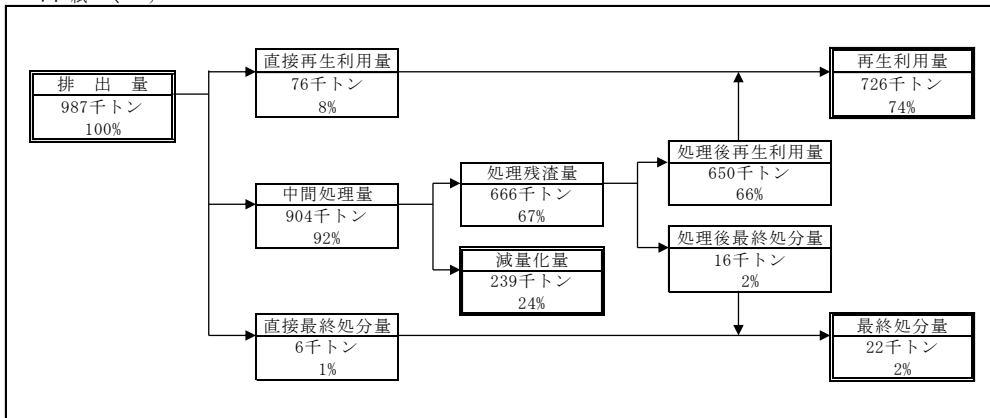 排出量
987千トン
100%
直接再生利用量
76千トン
8%
再生利用量
726千トン
74%
中間処理量
904千トン
92%
処理残渣量
666千トン
67%
処理後再生利用量
650千トン
66%
減量化量
239千トン
24%
処理後最終処分量
16千トン
2%
直接最終処分量
6千トン
1%
最終処分量
22千トン
2%